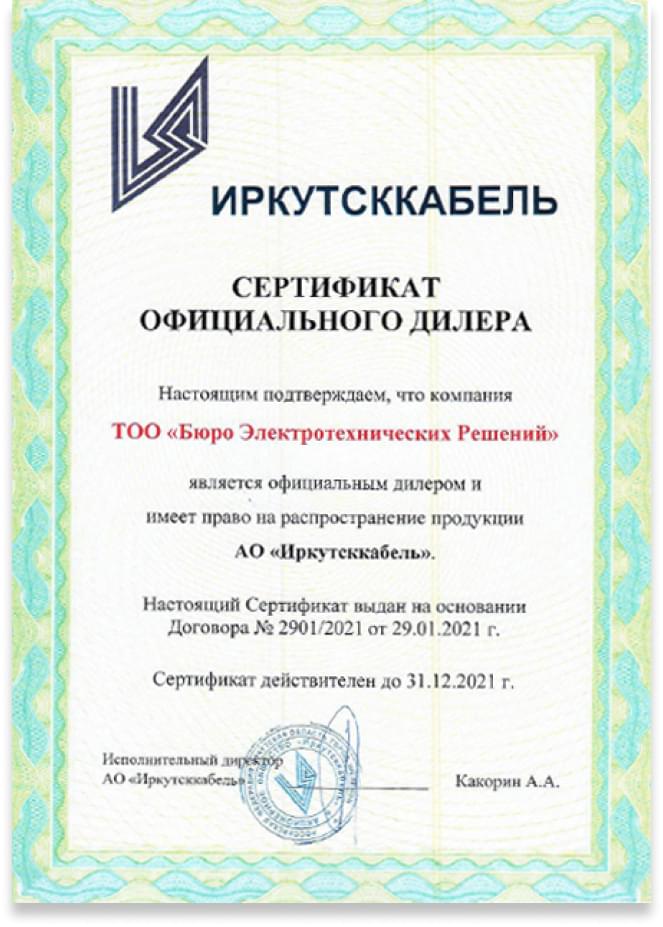 ИРКУТСККАБЕЛЬ
СЕРТИФИКАТ
ОФИЦИАЛЬНОГО ДИЛЕРА
Настоящим подтверждаем, что компания
ТОО «Бюро Электротехнических Решений»
является официальным дилером и
имеет право на распространение продукции
АО «Иркутсккабель».
Настоящий Сертификат выдан на основании
Договора № 2901/2021 от 29.01.2021 г.
Сертификат действителен до 31.12.2021 г.
Исполнительный директор
АО «Иркутсккабель»
Какорин А.А.